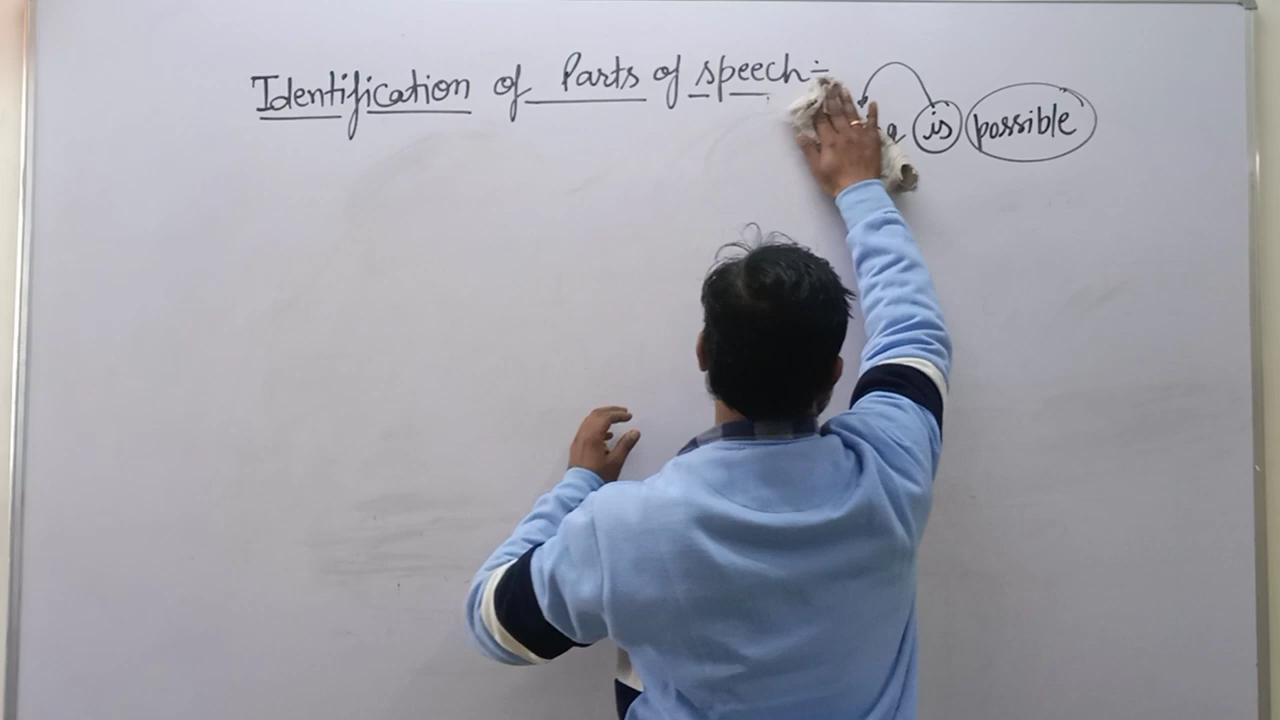 Identification of Parts of speech:-
is possible